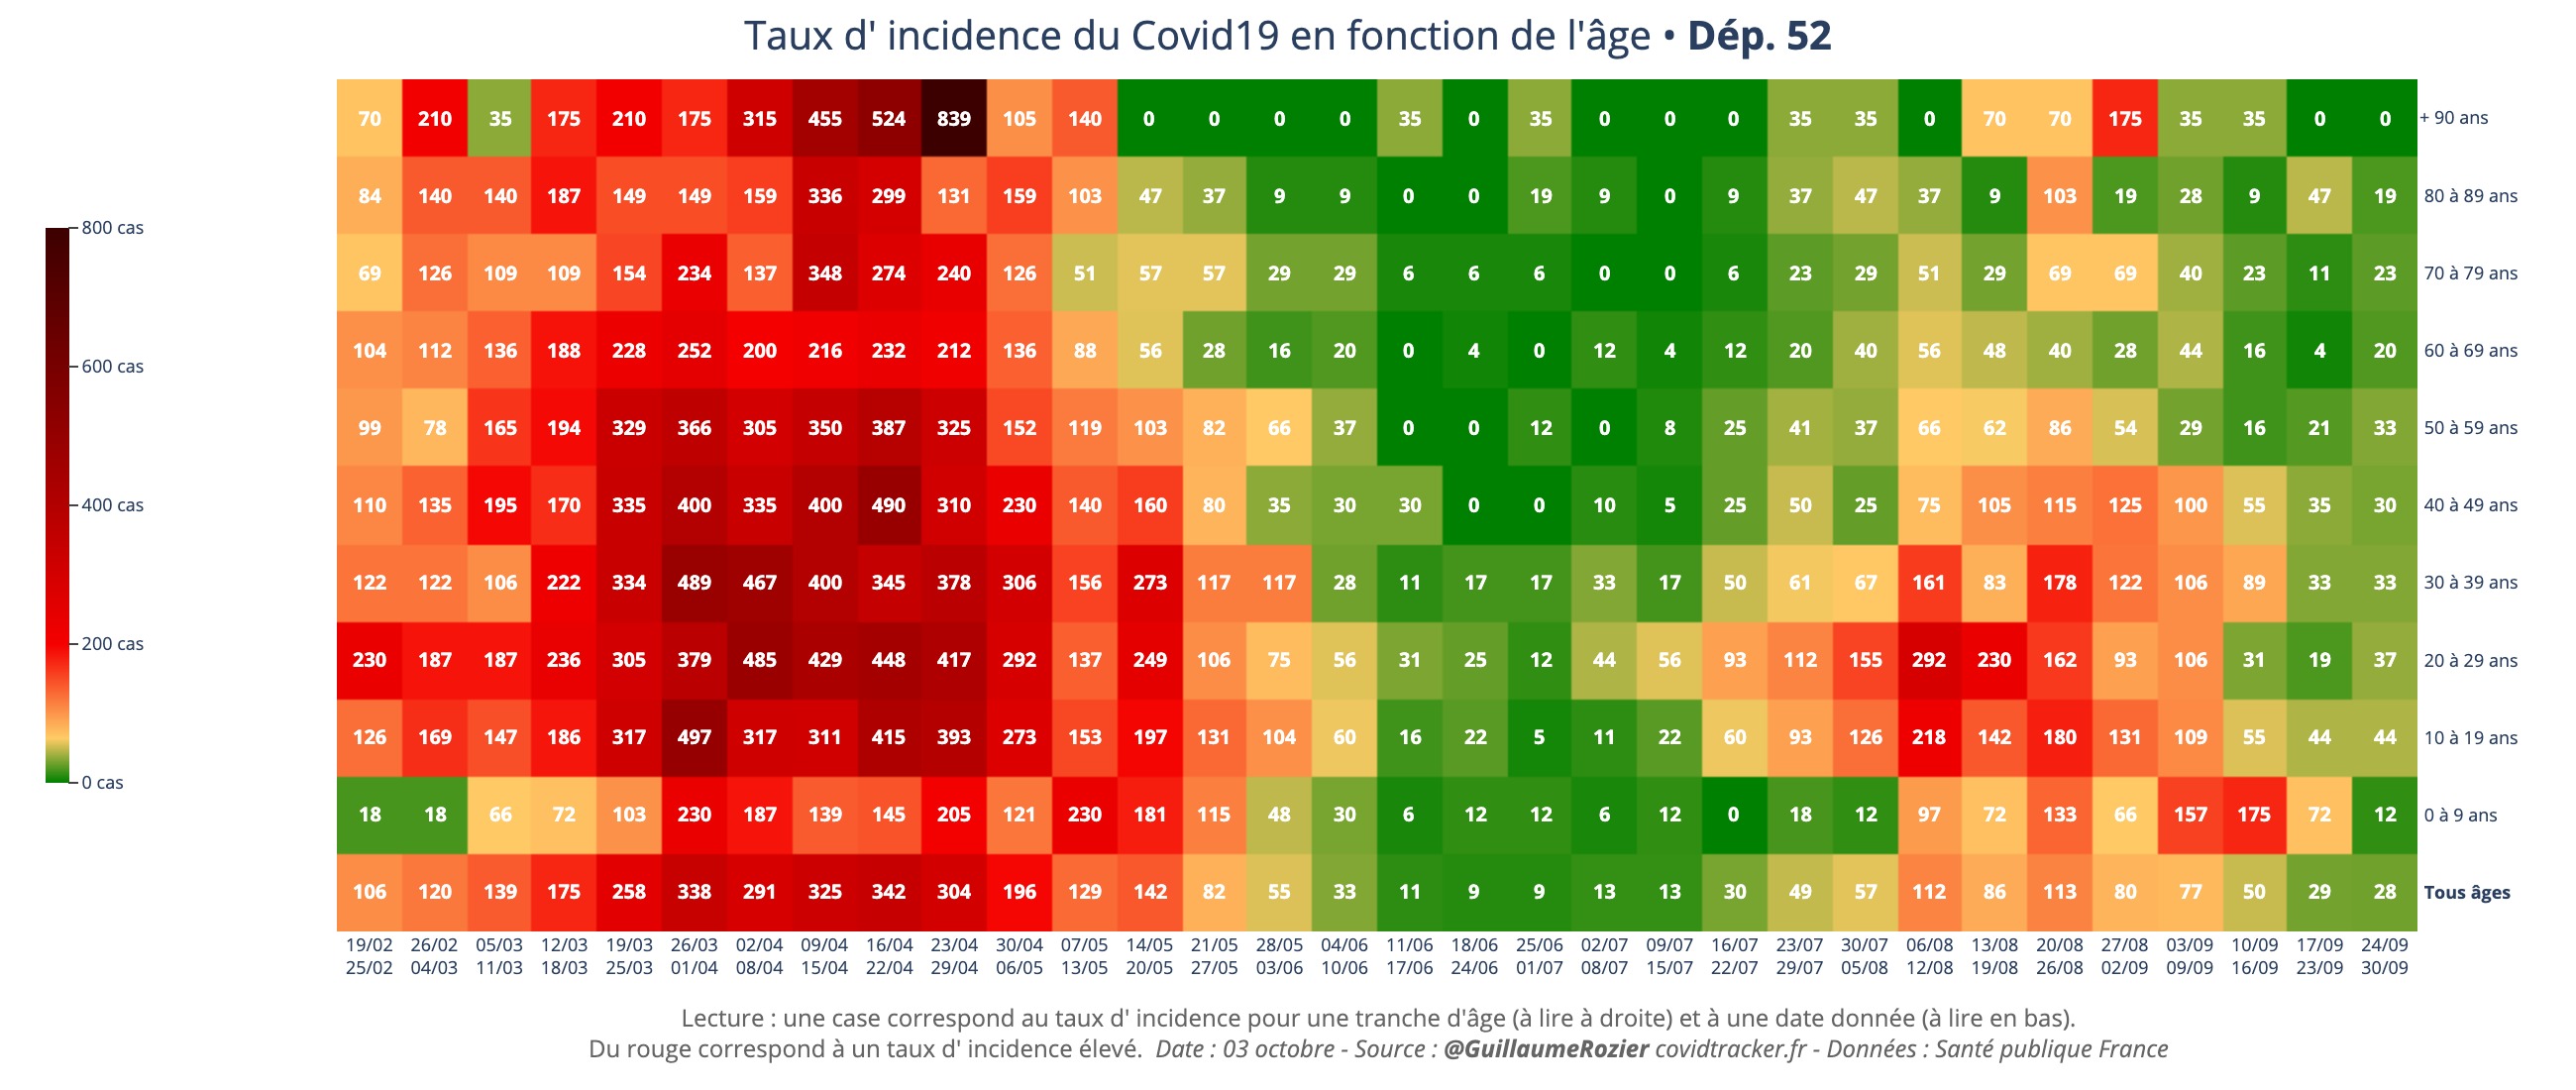 Taux d' incidence du Covid19 en fonction de l'âge • Dép. 52
800 cas
600 cas
400 cas
200 cas
0 cas
70 210 35 175 210 175 315 455 524 839 105 140 0 0 0 0 35 0 35 0 0 0 35 35 0 70 70 175 35 35 0 0 + 90 ans
84 140 140 187 149 149 159 336 299 131 159 103 47 37 9 9 0 0 19 9 0 9 37 47 37 9 103 19 28 9 47 19 80 à 89 ans
69 126 109 109 154 234 137 348 274 240 126 51 57 57 29 29 6 6 6 0 0 6 23 29 51 29 69 69 40 23 11 23 70 à 79 ans
104 112 136 188 228 252 200 216 232 212 136 88 56 28 16 20 0 4 0 12 4 12 20 40 56 48 40 28 44 16 4 20 60 à 69 ans
99 78 165 194 329 366 305 350 387 325 152 119 103 82 66 37 0 0 12 0 8 25 41 37 66 62 86 54 29 16 21 33 50 à 59 ans
110 135 195 170 335 400 335 400 490 310 230 140 160 80 35 30 30 0 0 10 5 25 50 25 75 105 115 125 100 55 35 30 40 à 49 ans
122 122 106 222 334 489 467 400 345 378 306 156 273 117 117 28 11 17 17 33 17 50 61 67 161 83 178 122 106 89 33 33 30 à 39 ans
230 187 187 236 305 379 485 429 448 417 292 137 249 106 75 56 31 25 12 44 56 93 112 155 292 230 162 93 106 31 19 37 20 à 29 ans
126 169 147 186 317 497 317 311 415 393 273 153 197 131 104 60 16 22 5 11 22 60 93 126 218 142 180 131 109 55 44 44 10 à 19 ans
18 18 66 72 103 230 187 139 145 205 121 230 181 115 48 30 6 12 12 6 12 0 18 12 97 72 133 66 157 175 72 12 0 à 9 ans
106 120 139 175 258 338 291 325 342 304 196 129 142 82 55 33 11 9 9 13 13 30 49 57 112 86 113 80 77 50 29 28 Tous âges
19/02 26/02 05/03 12/03 19/03 26/03 02/04 09/04 16/04 23/04 30/04 07/05 14/05 21/05 28/05 04/06 11/06 18/06 25/06 02/07 09/07 16/07 23/07 30/07 06/08 13/08 20/08 27/08 03/09 10/09 17/09 24/09
25/02 04/03 11/03 18/03 25/03 01/04 08/04 15/04 22/04 29/04 06/05 13/05 20/05 27/05 03/06 10/06 17/06 24/06 01/07 08/07 15/07 22/07 29/07 05/08 12/08 19/08 26/08 02/09 09/09 16/09 23/09 30/09
Lecture : une case correspond au taux d' incidence pour une tranche d'âge (à lire à droite) et à une date donnée (à lire en bas).
Du rouge correspond à un taux d' incidence élevé. Date : 03 octobre - Source : @GuillaumeRozier covidtracker.fr - Données : Santé publique France